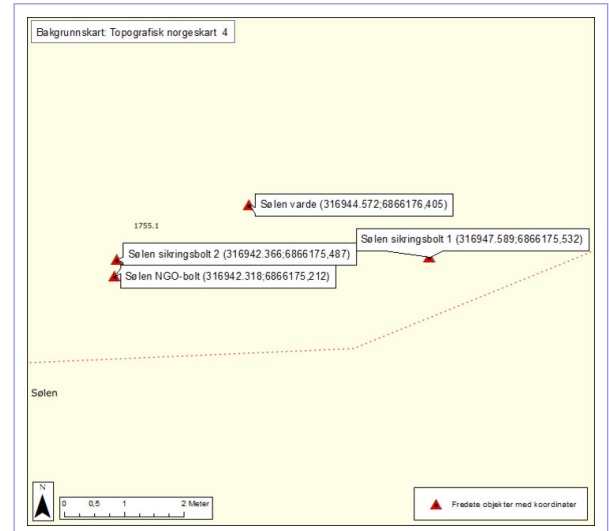 Bakgrunnskart: Topografisk norgeskart 4
Sølen varde (316944.572;6866176,405)
1755.1
Sølen sikringsbolt 1 (316947.589;6866175,532)
Sølen sikringsbolt 2 (316942.366;6866175,487)
Sølen NGO-bolt (316942.318;6866175,212)
Sølen
N
0 0,5 1 2 Meter
Fredete objekter med koordinater